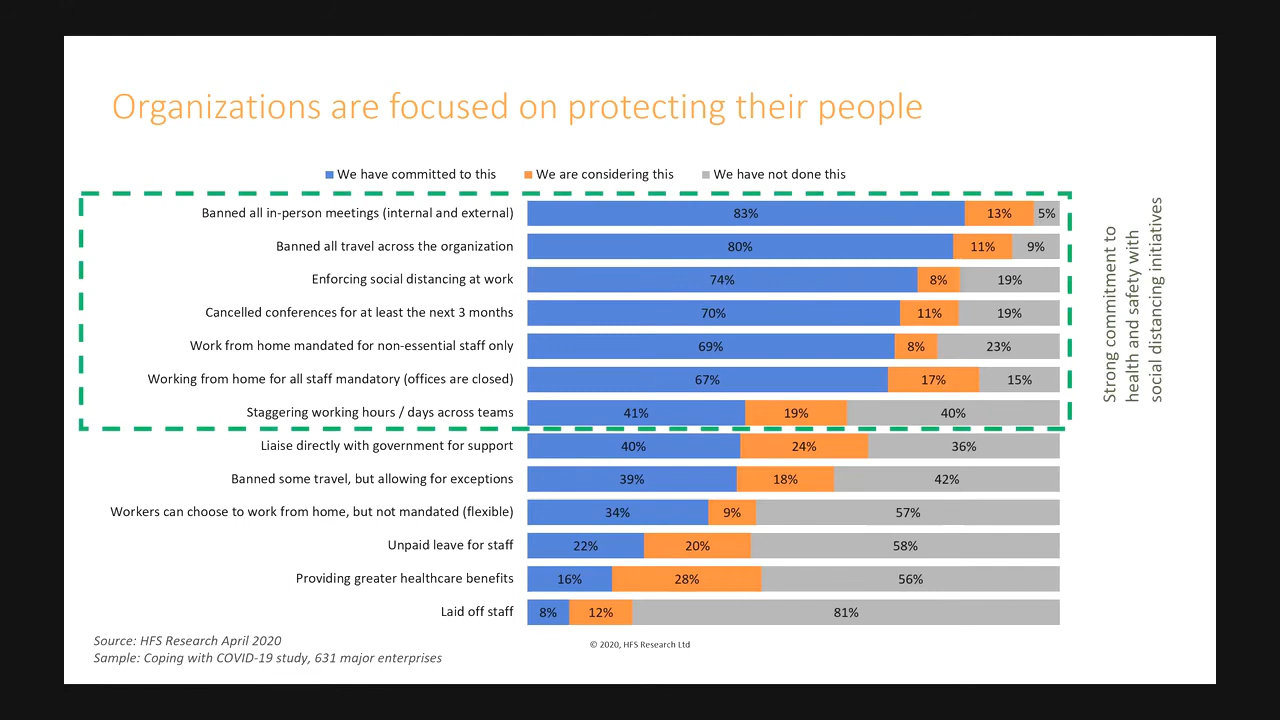 Organizations are focused on protecting their people
We have committed to this We are considering this We have not done this
Banned all in-person meetings (internal and external) 83% 13% 5%
Banned all travel across the organization 80% 11% 9%
Enforcing social distancing at work 74% 8% 19%
Cancelled conferences for at least the next 3 months 70% 11% 19%
Work from home mandated for non-essential staff only 69% 8% 23%
Working from home for all staff mandatory (offices are closed) 67% 17% 15%
Staggering working hours / days across teams 41% 19% 40%
Liaise directly with government for support 40% 24% 36%
Banned some travel, but allowing for exceptions 39% 18% 42%
Workers can choose to work from home, but not mandated (flexible) 34% 9% 57%
Unpaid leave for staff 22% 20% 58%
Providing greater healthcare benefits 16% 28% 56%
Laid off staff 8% 12% 81%
Strong commitment to
health and safety with
social distancing initiatives
Source: HFS Research April 2020
Sample: Coping with COVID-19 study, 631 major enterprises
© 2020, HFS Research Ltd